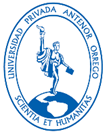 UNIVERSIDAD PRIVADA ANTENOR ORREGO
SCIENTIA ET HUMANITAS